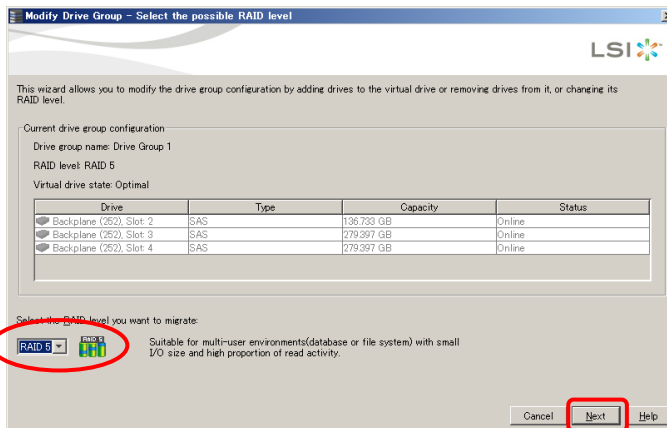 Modify Drive Group - Select the possible RAID level
LSI
This wizard allows you to modify the drive group configuration by adding drives to the virtual drive or removing drives from it, or changing its
RAID level.
Current drive group configuration
Drive group name: Drive Group 1
RAID level: RAID 5
Virtual drive state: Optimal
Drive Type Capacity Status
Backplane (252), Slot: 2 SAS 136.733 GB Online
Backplane (252), Slot: 3 SAS 279.397 GB Online
Backplane (252), Slot: 4 SAS 279.397 GB Online
Select the RAID level you want to migrate:
RAID 5 RAID 5 Suitable for multi-user environments(database or file system) with small
I/O size and high proportion of read activity.
Cancel Next Help